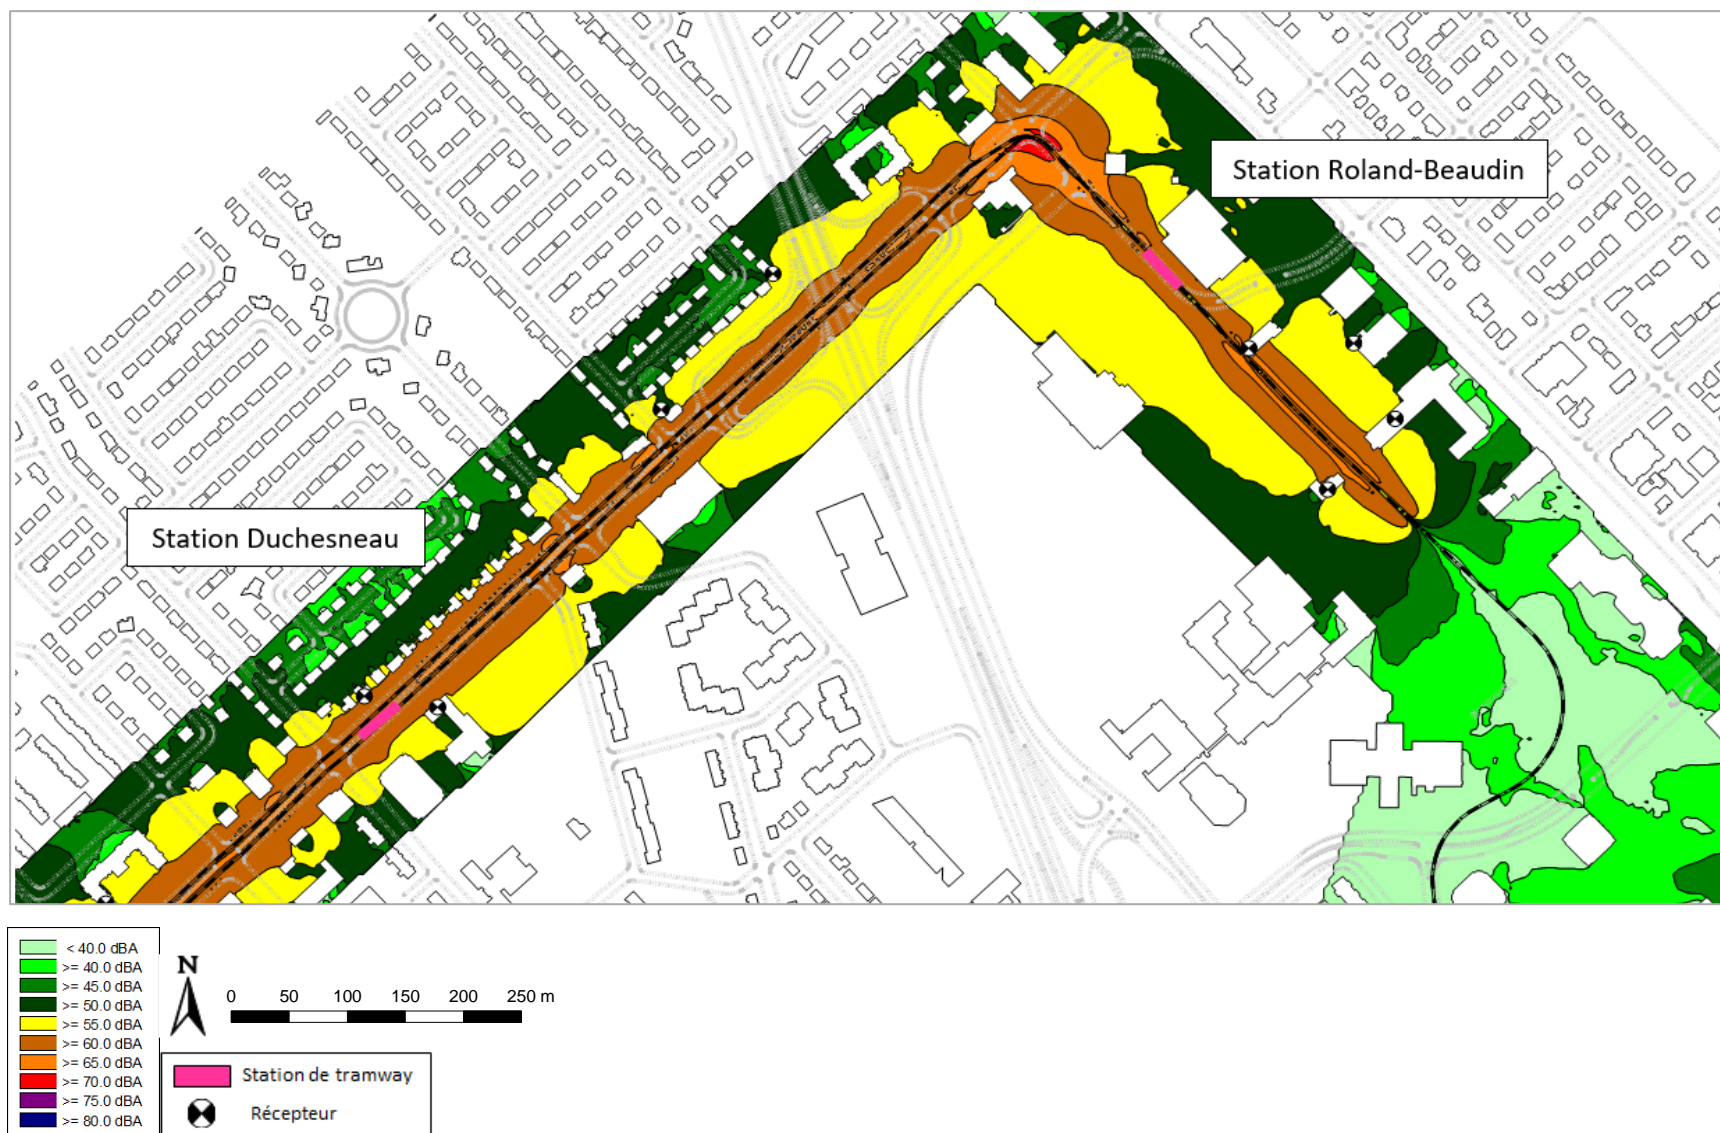 Station Roland-Beaudin
Station Duchesneau
< 40.0 dBA
>= 40.0 dBA
>= 45.0 dBA
>= 50.0 dBA
>= 55.0 dBA
>= 60.0 dBA
>= 65.0 dBA
>= 70.0 dBA
>= 75.0 dBA
>= 80.0 dBA
N
0 50 100 150 200 250 m
Station de tramway
Récepteur